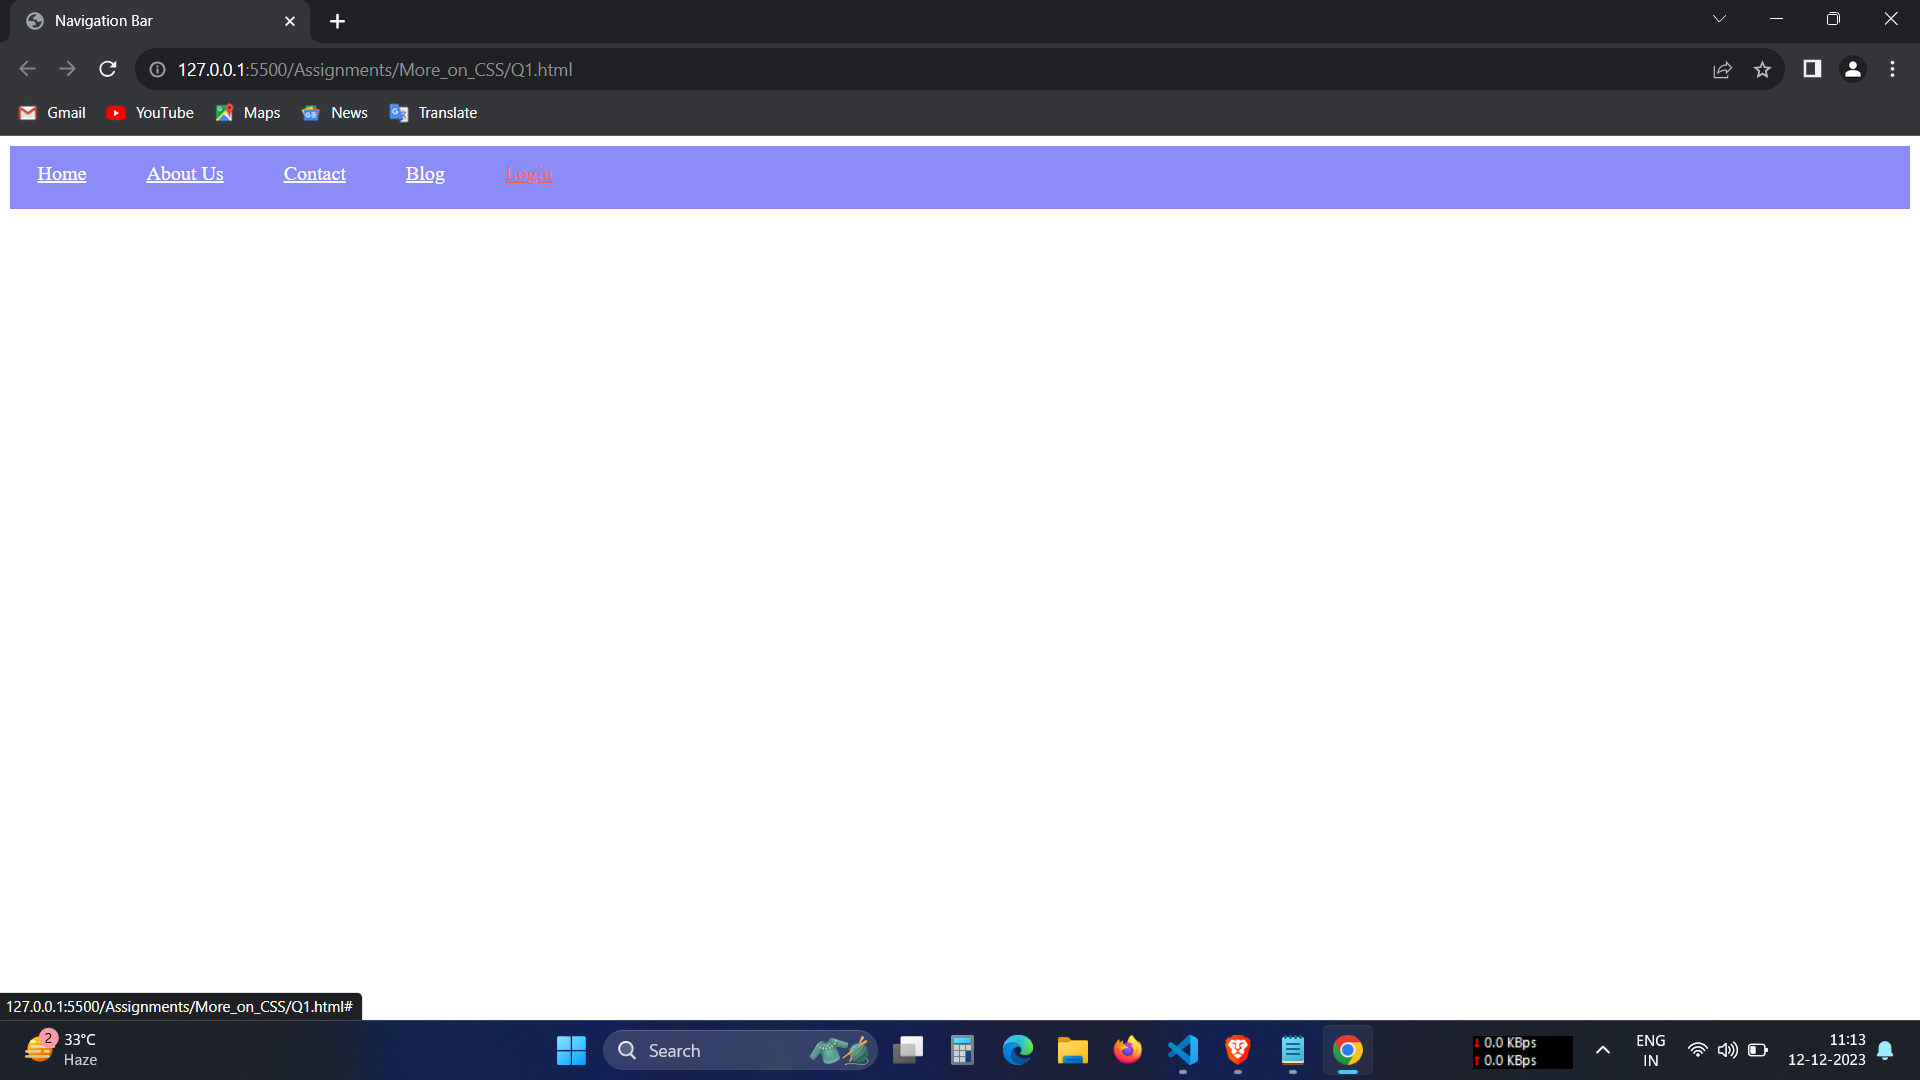 Navigation Bar
127.0.0.1:5500/Assignments/More_on_CSS/Q1.html
Gmail YouTube Maps News Translate
Home About Us Contact Blog Login
127.0.0.1:5500/Assignments/More_on_CSS/Q1.html#
2
33°C
Haze
Search
0.0 KBps
0.0 KBps
ENG
IN
11:13
12-12-2023